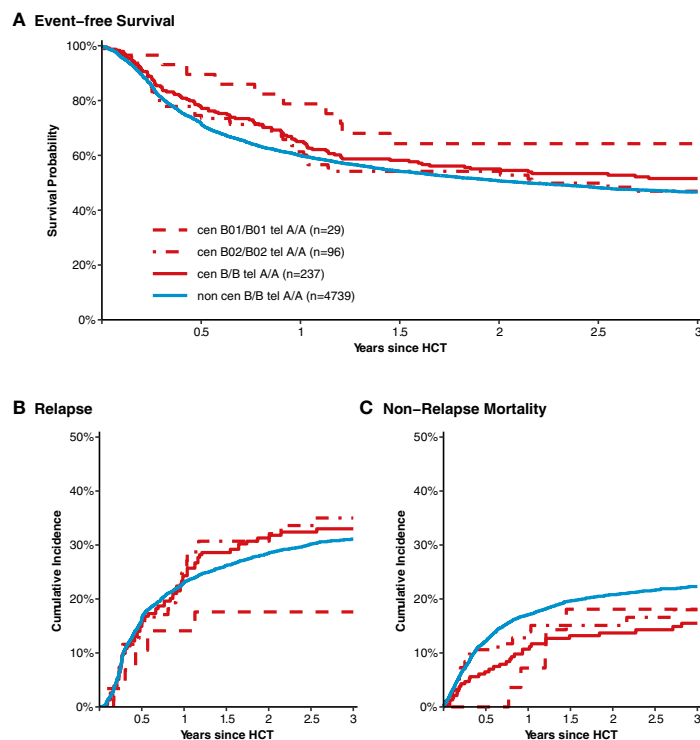 A Event−free Survival
100%
80%
60%
40%
20%
0%
Survival Probability
cen B01/B01 tel A/A (n=29)
cen B02/B02 tel A/A (n=96)
cen B/B tel A/A (n=237)
non cen B/B tel A/A (n=4739)
0.5 1 1.5 2 2.5 3
Years since HCT
B Relapse
50%
40%
30%
20%
10%
0%
Cumulative Incidence
0.5 1 1.5 2 2.5 3
Years since HCT
C Non−Relapse Mortality
50%
40%
30%
20%
10%
0%
Cumulative Incidence
0.5 1 1.5 2 2.5 3
Years since HCT